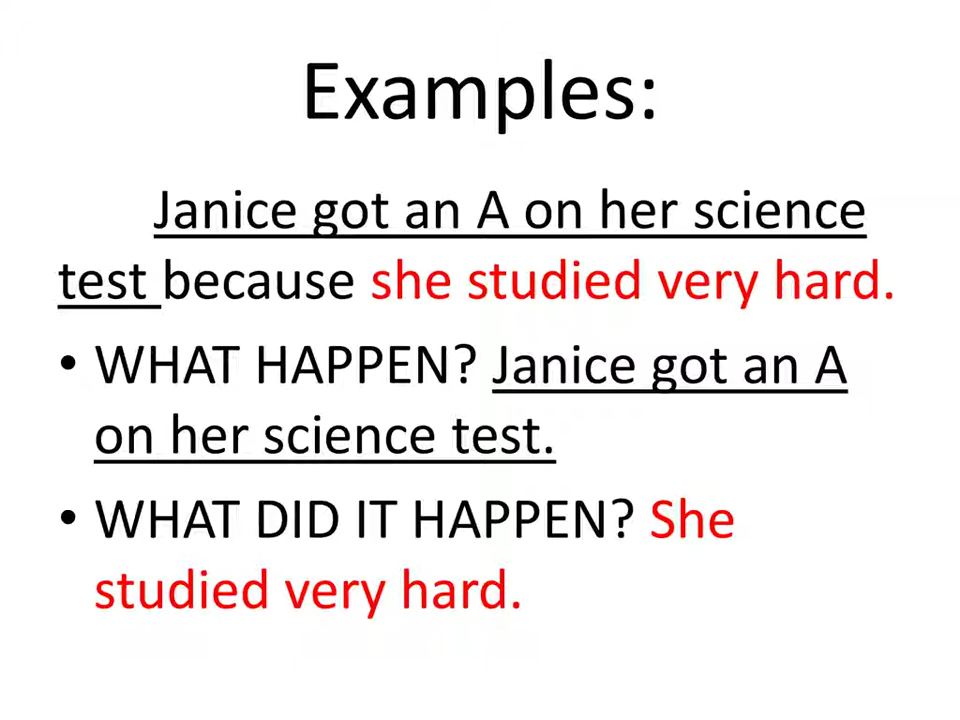 Examples:
Janice got an A on her science
test because she studied very hard.
• WHAT HAPPEN? Janice got an A
on her science test.
• WHAT DID IT HAPPEN? She
studied very hard.